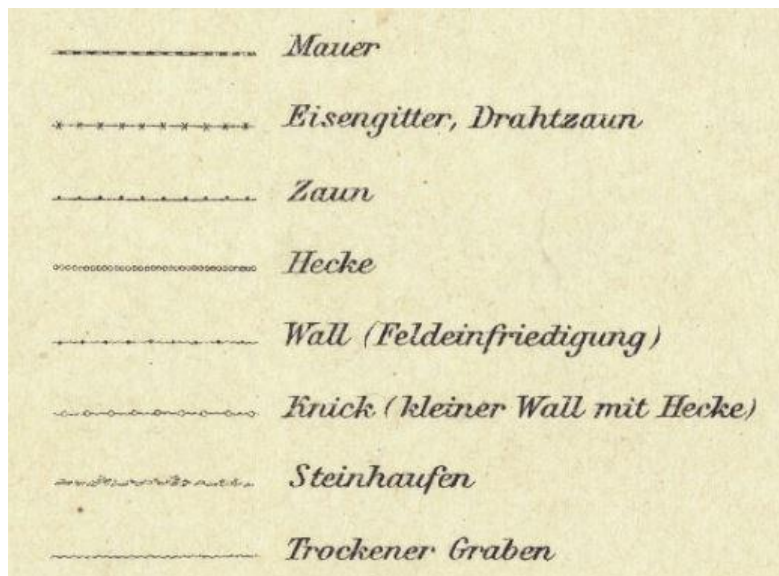 Mauer
Eisengitter, Drahtzaun
Zaun
Hecke
Wall (Feldeinfriedigung)
Knick (kleiner Wall mit Hecke)
Steinhaufen
Trockener Graben